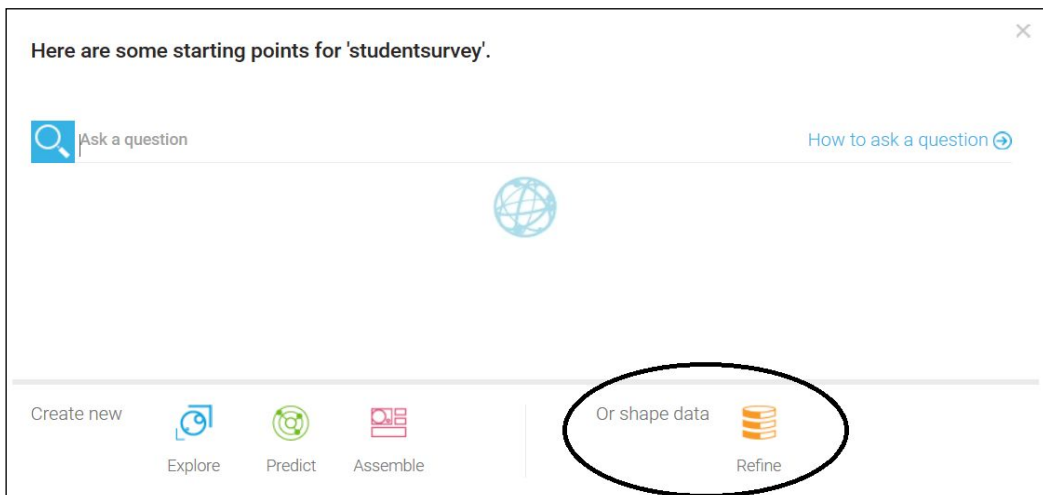 Here are some starting points for 'studentsurvey'.
Ask a question
How to ask a question
Create new
Explore
Predict
Assemble
Or shape data
Refine